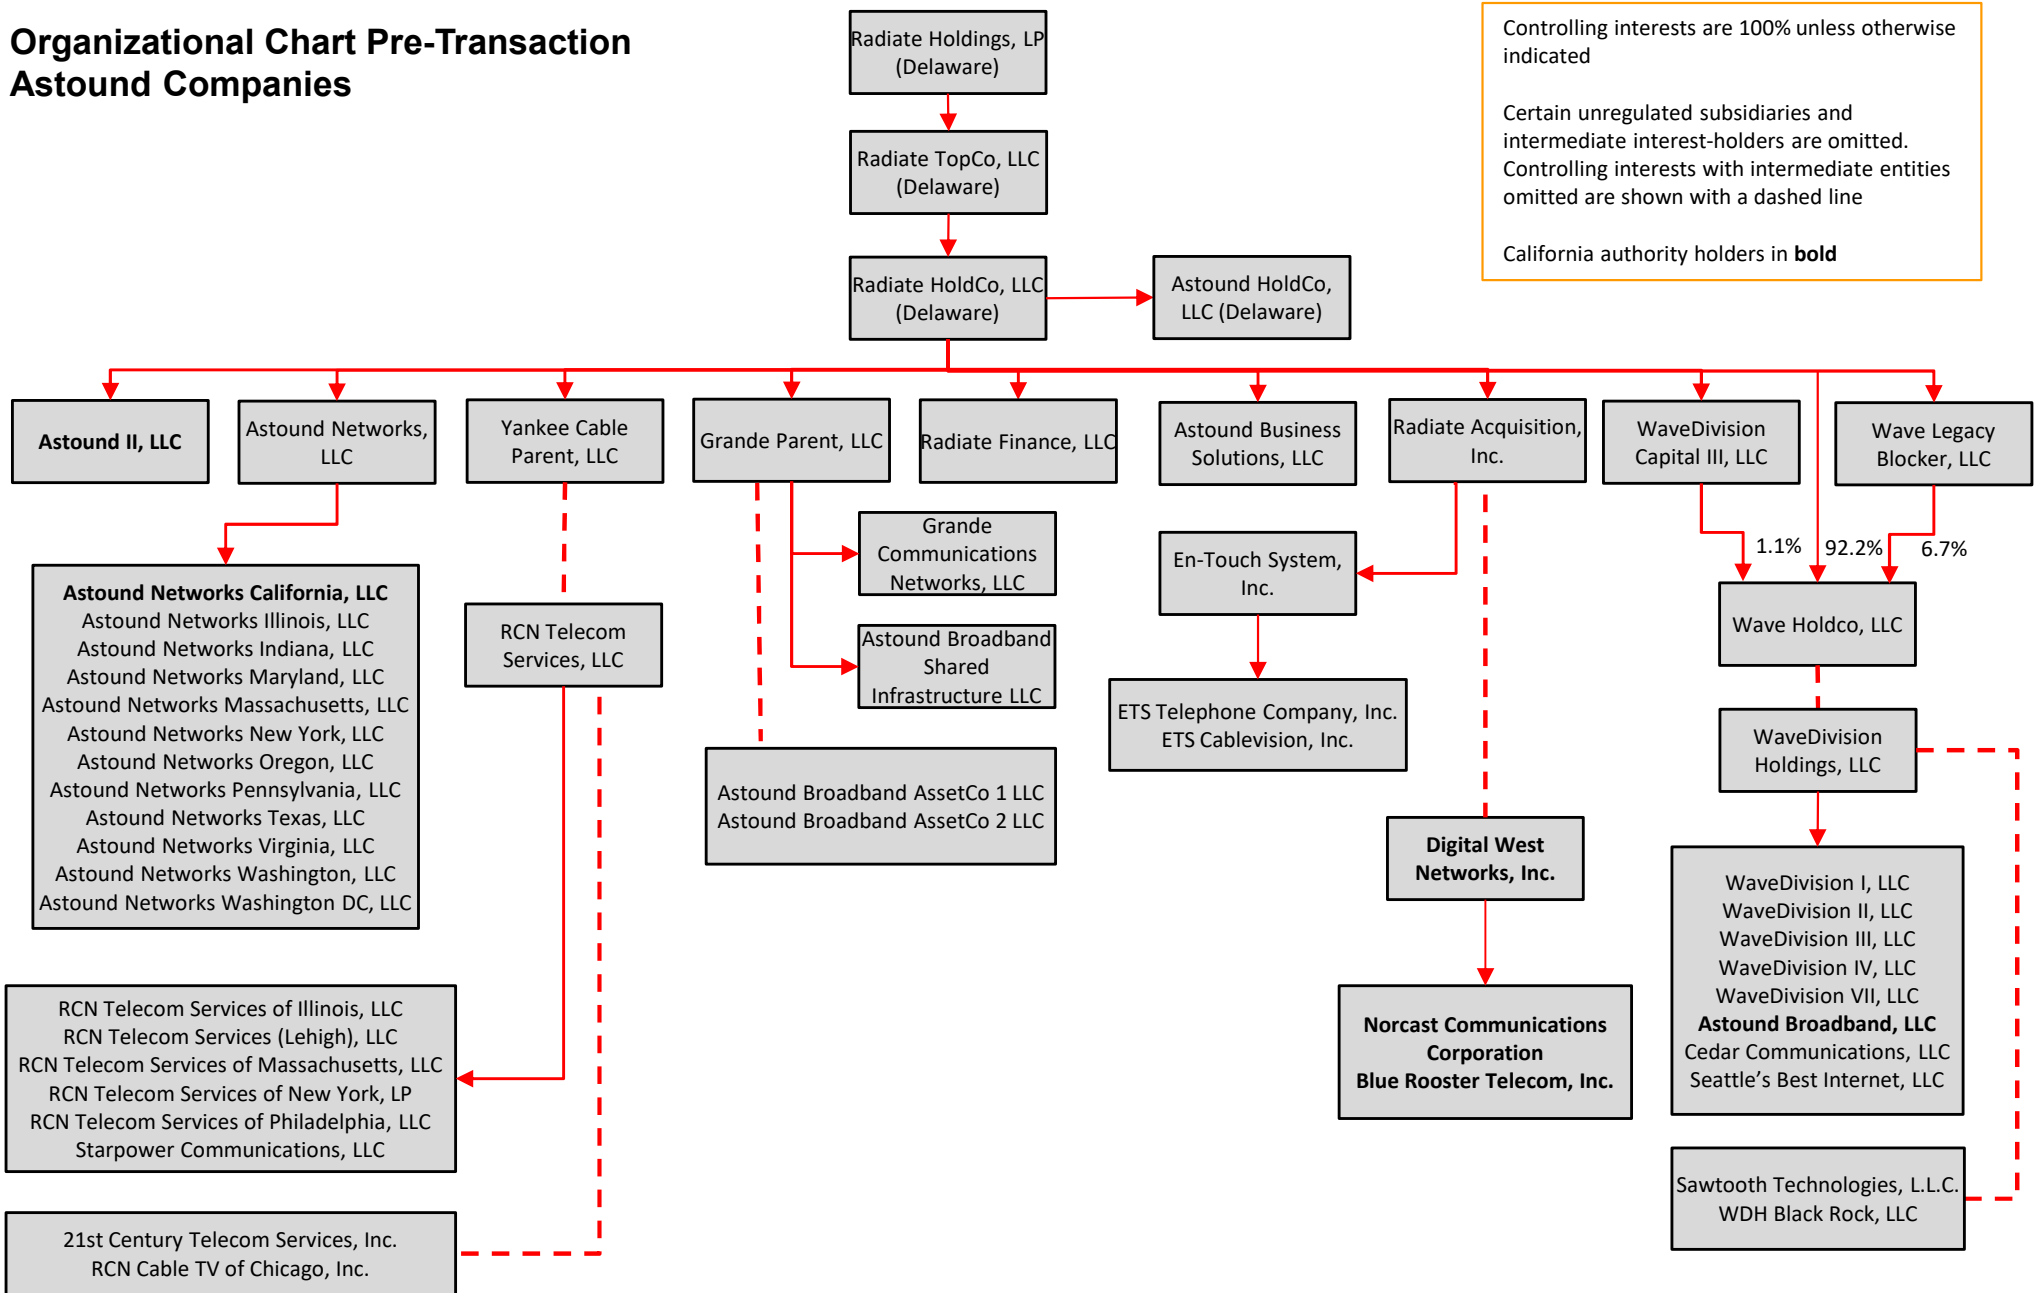 Organizational Chart Pre-Transaction
Astound Companies
Radiate Holdings, LP
(Delaware)
Controlling interests are 100% unless otherwise
indicated
Certain unregulated subsidiaries and
intermediate interest-holders are omitted.
Controlling interests with intermediate entities
omitted are shown with a dashed line
California authority holders in bold
Radiate TopCo, LLC
(Delaware)
Radiate HoldCo, LLC
(Delaware)
Astound HoldCo,
LLC (Delaware)
Astound II, LLC
Astound Networks,
LLC
Yankee Cable
Parent, LLC
Grande Parent, LLC
Radiate Finance, LLC
Astound Business
Solutions, LLC
Radiate Acquisition,
Inc.
WaveDivision
Capital III, LLC
Wave Legacy
Blocker, LLC
1.1%
92.2%
6.7%
Astound Networks California, LLC
Astound Networks Illinois, LLC
Astound Networks Indiana, LLC
Astound Networks Maryland, LLC
Astound Networks Massachusetts, LLC
Astound Networks New York, LLC
Astound Networks Oregon, LLC
Astound Networks Pennsylvania, LLC
Astound Networks Texas, LLC
Astound Networks Virginia, LLC
Astound Networks Washington, LLC
Astound Networks Washington DC, LLC
RCN Telecom
Services, LLC
Grande
Communications
Networks, LLC
Astound Broadband
Shared
Infrastructure LLC
Astound Broadband AssetCo 1 LLC
Astound Broadband AssetCo 2 LLC
En-Touch System,
Inc.
ETS Telephone Company, Inc.
ETS Cablevision, Inc.
Wave Holdco, LLC
WaveDivision
Holdings, LLC
Digital West
Networks, Inc.
Norcast Communications
Corporation
Blue Rooster Telecom, Inc.
WaveDivision I, LLC
WaveDivision II, LLC
WaveDivision III, LLC
WaveDivision IV, LLC
WaveDivision VII, LLC
Astound Broadband, LLC
Cedar Communications, LLC
Seattle’s Best Internet, LLC
RCN Telecom Services of Illinois, LLC
RCN Telecom Services (Lehigh), LLC
RCN Telecom Services of Massachusetts, LLC
RCN Telecom Services of New York, LP
RCN Telecom Services of Philadelphia, LLC
Starpower Communications, LLC
Sawtooth Technologies, L.L.C.
WDH Black Rock, LLC
21st Century Telecom Services, Inc.
RCN Cable TV of Chicago, Inc.